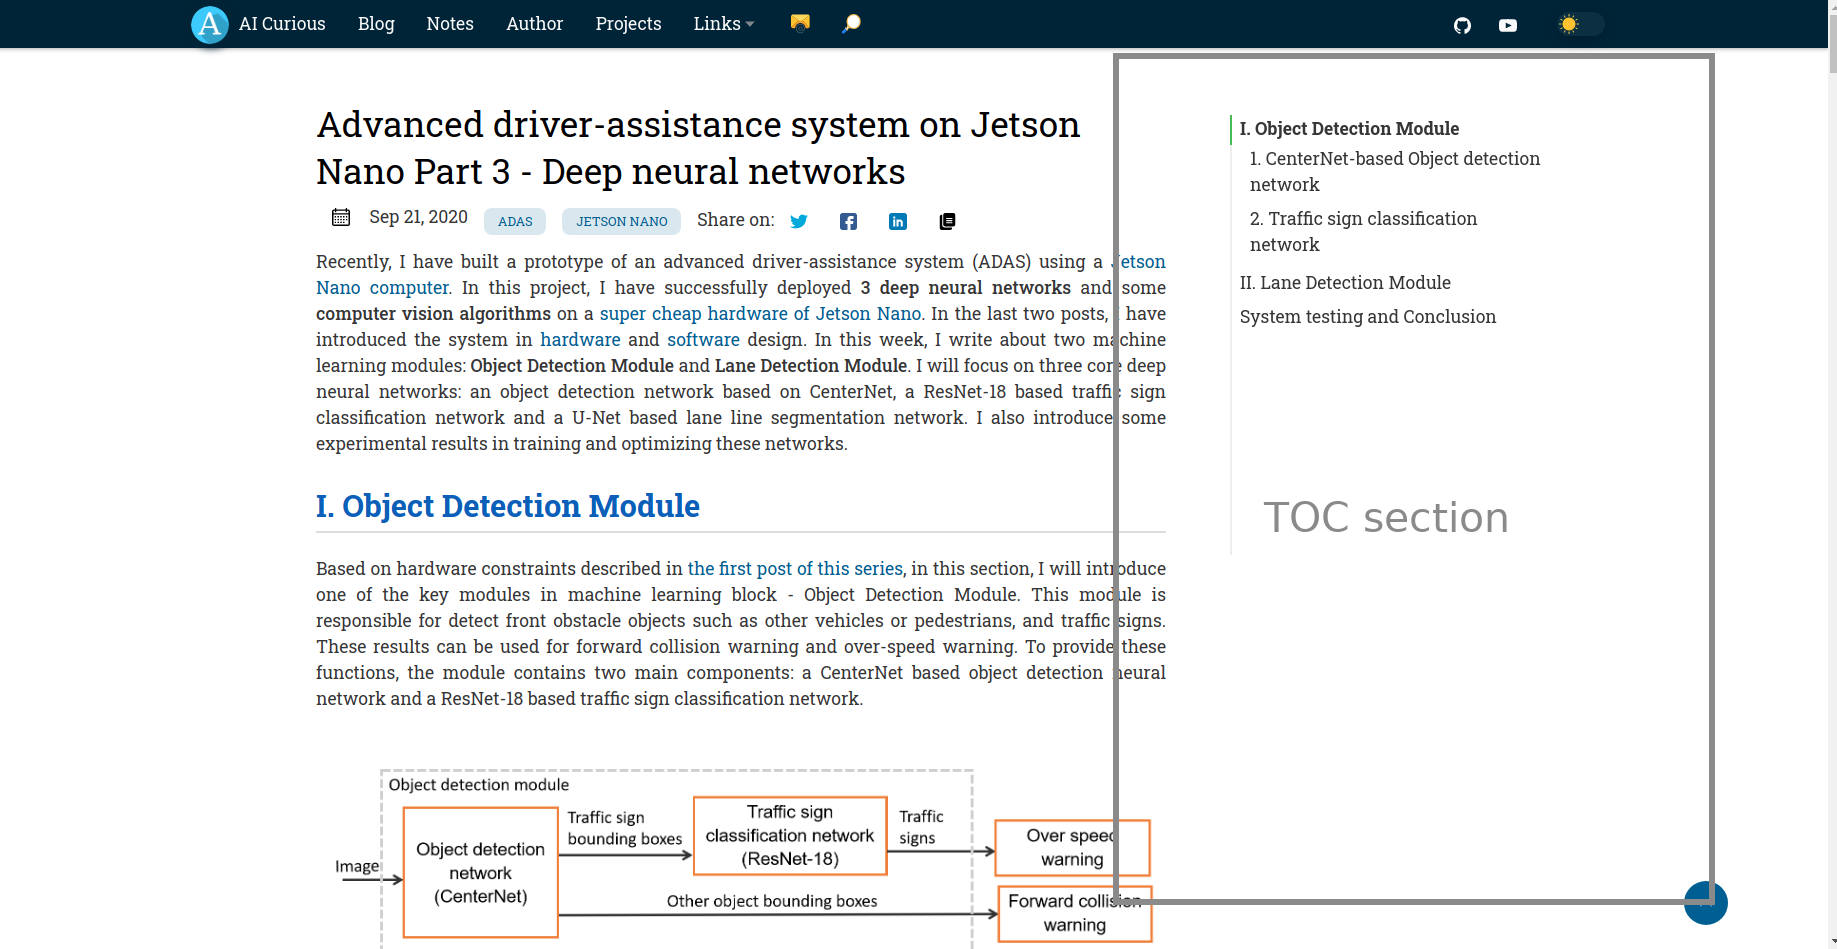 AI Curious Blog Notes Author Projects Links
Advanced driver-assistance system on Jetson
Nano Part 3 - Deep neural networks
Sep 21, 2020 ADAS JETSON NANO Share on:
Recently, I have built a prototype of an advanced driver-assistance system (ADAS) using a Jetson
Nano computer. In this project, I have successfully deployed 3 deep neural networks and some
computer vision algorithms on a super cheap hardware of Jetson Nano. In the last two posts, I have
introduced the system in hardware and software design. In this week, I write about two machine
learning modules: Object Detection Module and Lane Detection Module. I will focus on three core deep
neural networks: an object detection network based on CenterNet, a ResNet-18 based traffic sign
classification network and a U-Net based lane line segmentation network. I also introduce some
experimental results in training and optimizing these networks.
I. Object Detection Module
Based on hardware constraints described in the first post of this series, in this section, I will introduce
one of the key modules in machine learning block - Object Detection Module. This module is
responsible for detect front obstacle objects such as other vehicles or pedestrians, and traffic signs.
These results can be used for forward collision warning and over-speed warning. To provide these
functions, the module contains two main components: a CenterNet based object detection neural
network and a ResNet-18 based traffic sign classification network.
Object detection module
Image
Object detection
network
(CenterNet)
Traffic sign
bounding boxes
Traffic sign
classification network
(ResNet-18)
Traffic
signs
Over speed
warning
Other object bounding boxes
Forward collision
warning
I. Object Detection Module
1. CenterNet-based Object detection
network
2. Traffic sign classification
network
II. Lane Detection Module
System testing and Conclusion
TOC section